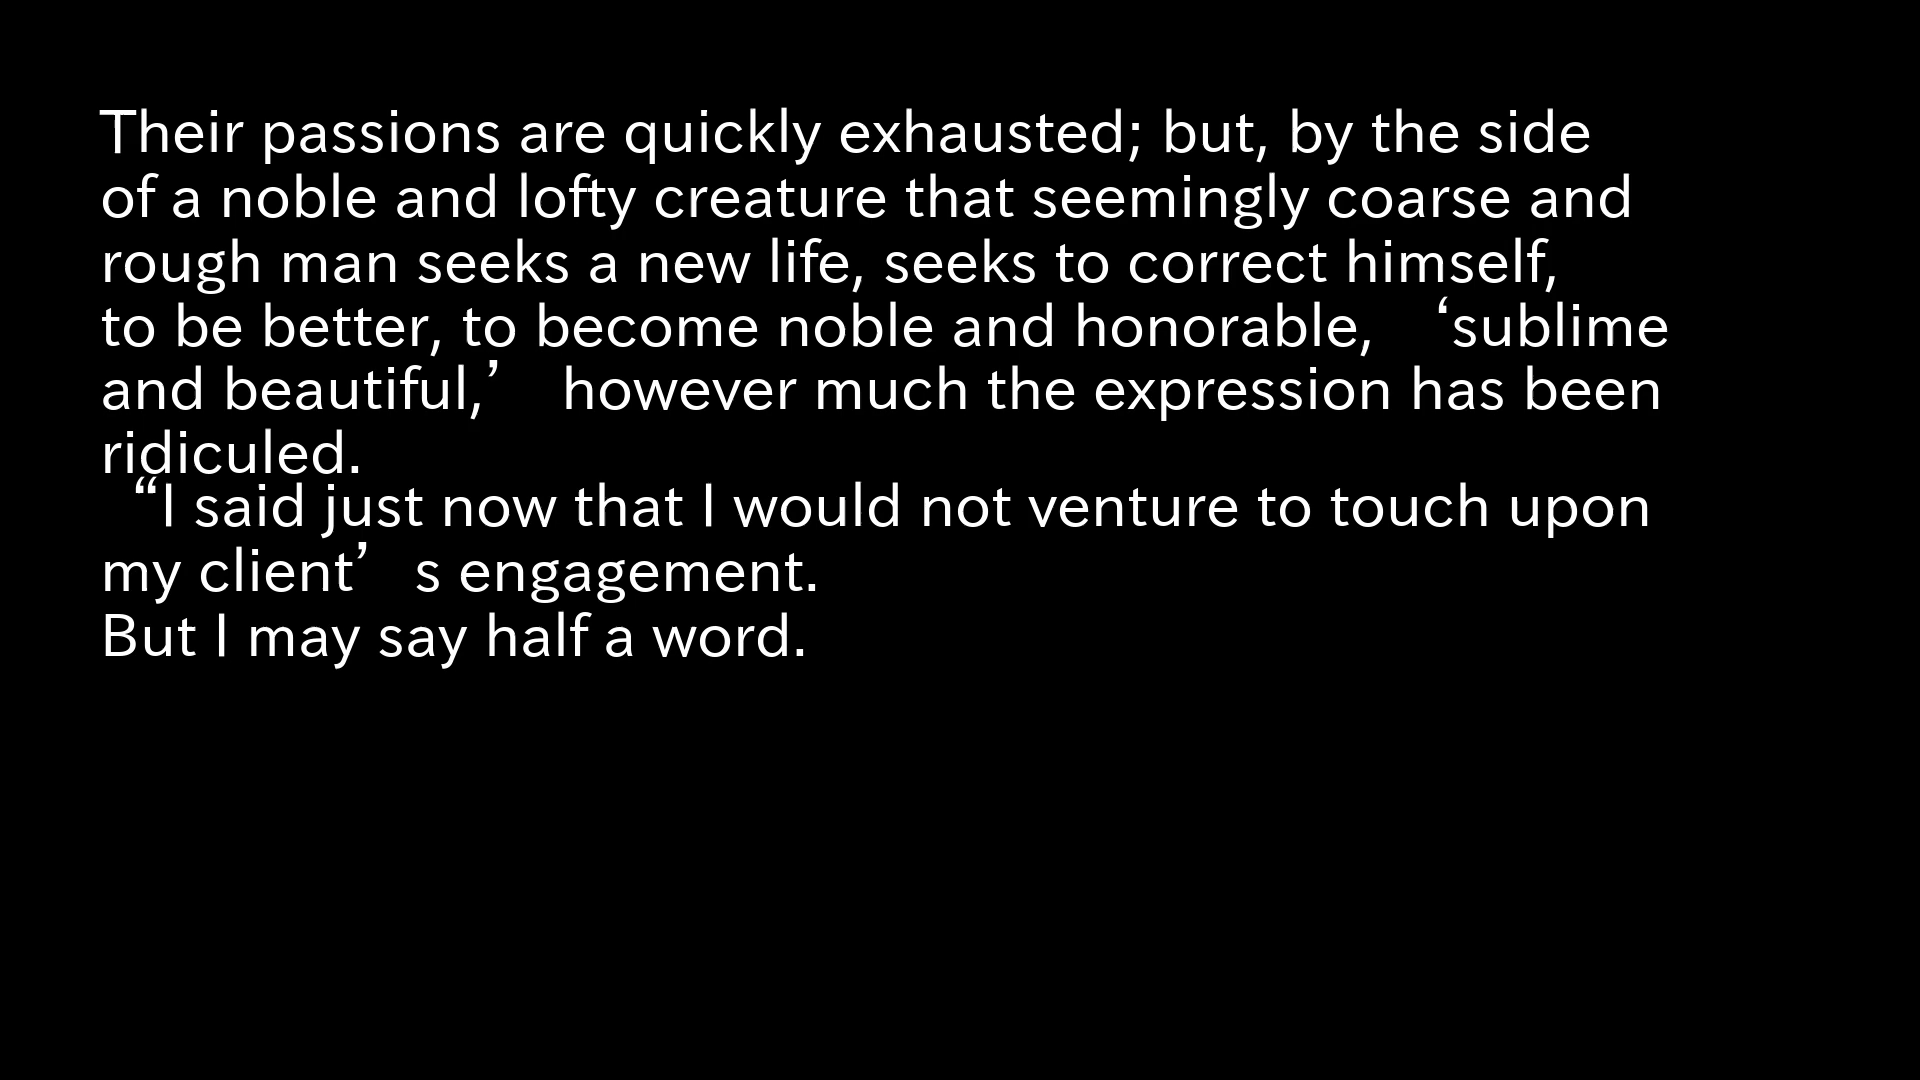 Their passions are quickly exhausted; but, by the side
of a noble and lofty creature that seemingly coarse and
rough man seeks a new life, seeks to correct himself,
to be better, to become noble and honorable, ‘sublime
and beautiful,’ however much the expression has been
ridiculed.
“I said just now that I would not venture to touch upon
my client’s engagement.
But I may say half a word.